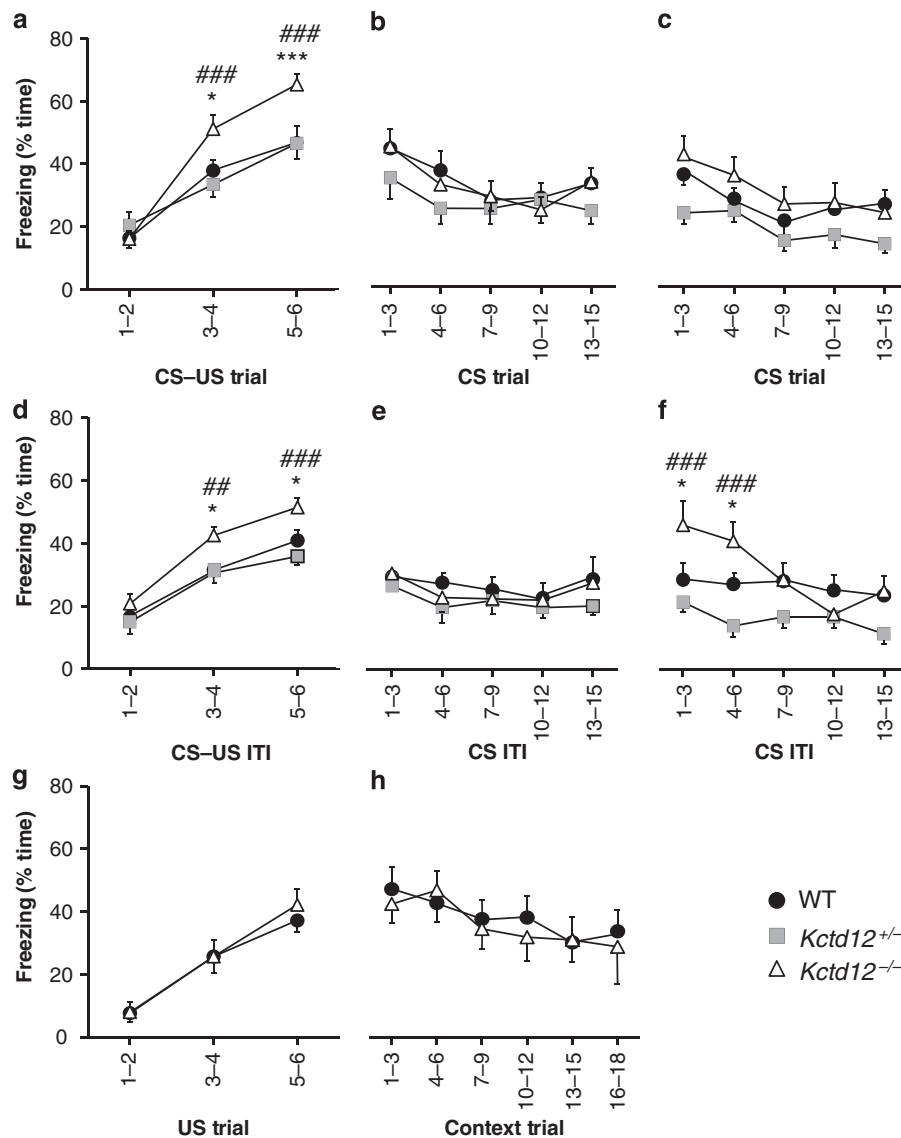 a
b
c
80
60
40
20
0
Freezing (% time)
###
*
###
***
1–2
3–4
5–6
CS–US trial
1–3
4–6
7–9
10–12
13–15
CS trial
1–3
4–6
7–9
10–12
13–15
CS trial
d
e
f
80
60
40
20
0
Freezing (% time)
##
*
###
*
###
*
###
*
1–2
3–4
5–6
CS–US ITI
1–3
4–6
7–9
10–12
13–15
CS ITI
1–3
4–6
7–9
10–12
13–15
CS ITI
g
h
80
60
40
20
0
Freezing (% time)
1–2
3–4
5–6
US trial
1–3
4–6
7–9
10–12
13–15
16–18
Context trial
WT
Kctd12+/–
Kctd12–/–